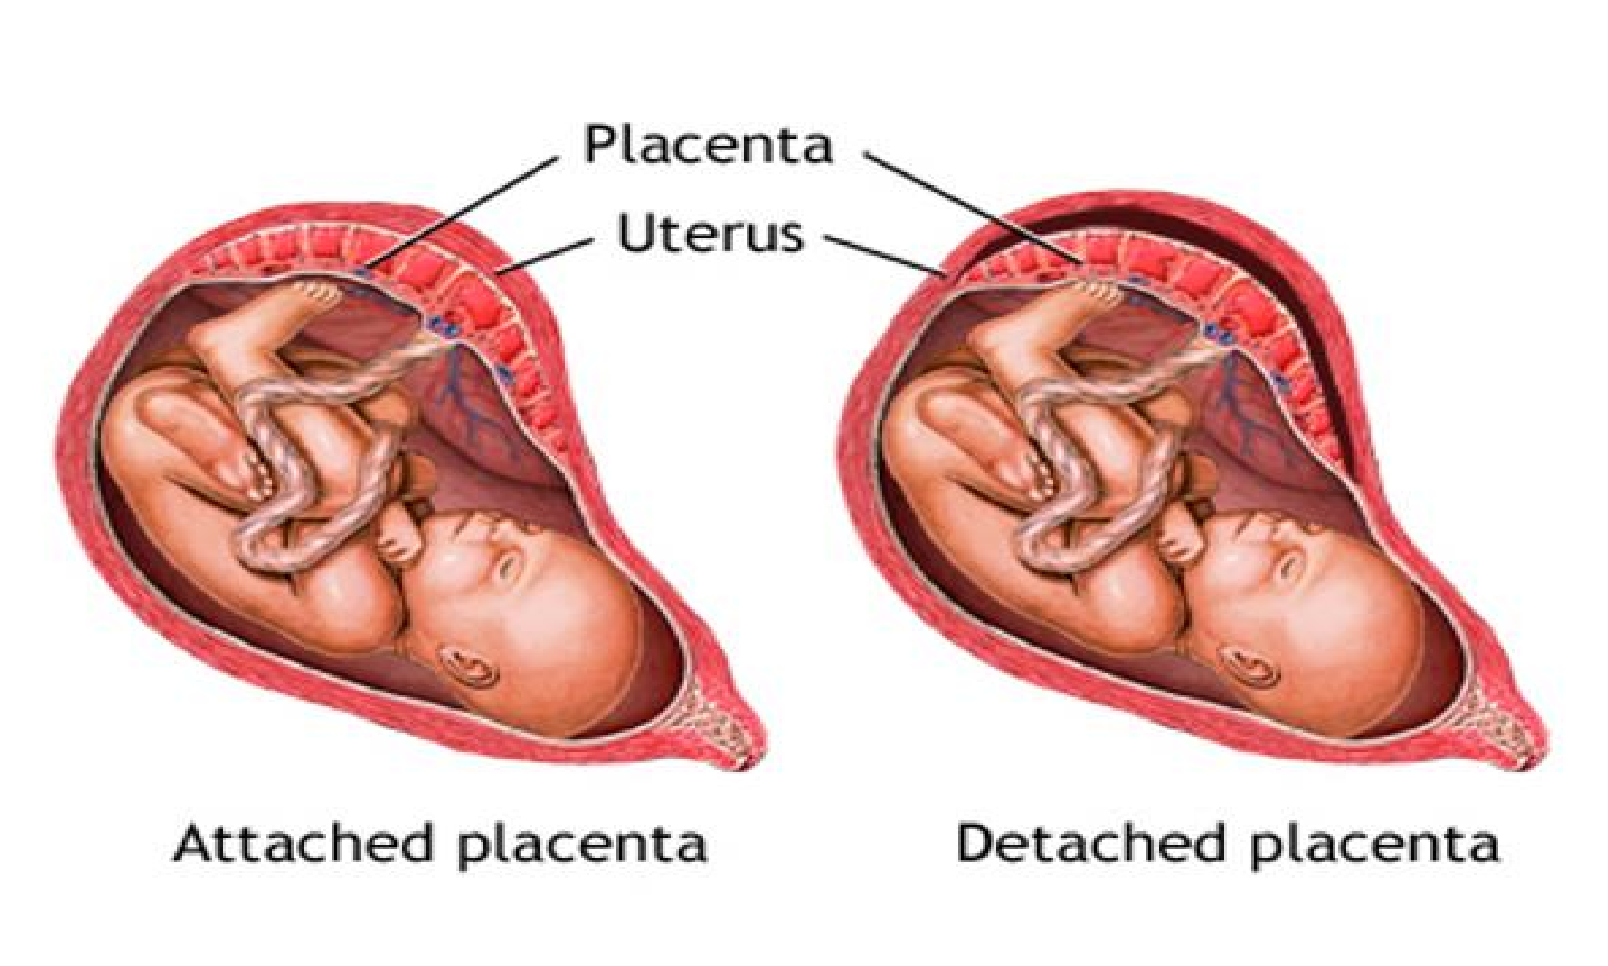 Placenta
Uterus
Attached placenta
Detached placenta